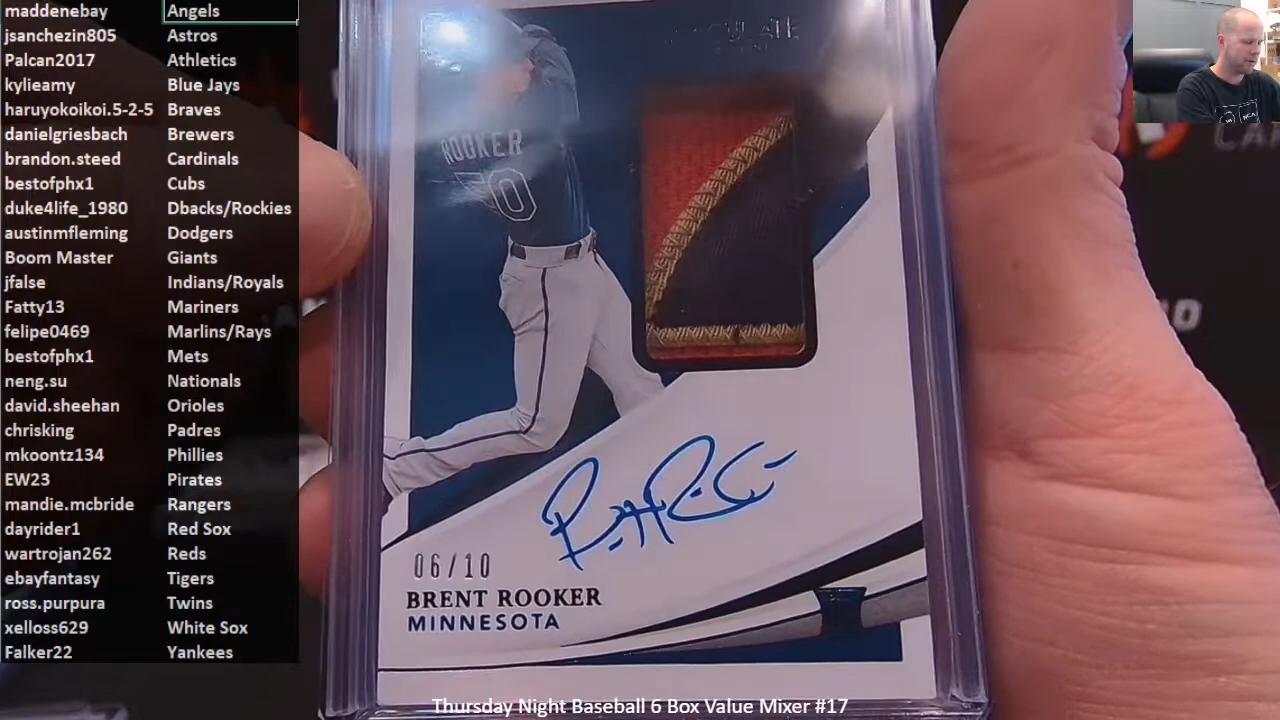 maddenebay Angels
jsanchezin805 Astros
Palcan2017 Athletics
kylieamy Blue Jays
haruyokoikoi.5-2-5 Braves
danielgriesbach Brewers
brandon.steed Cardinals
bestofphx1 Cubs
duke4life_1980 Dbacks/Rockies
austinmfleming Dodgers
Boom Master Giants
jfalse Indians/Royals
Fatty13 Mariners
felipe0469 Marlins/Rays
bestofphx1 Mets
neng.su Nationals
david.sheehan Orioles
chrisking Padres
mkoontz134 Phillies
EW23 Pirates
mandie.mcbride Rangers
dayrider1 Red Sox
wartrojan262 Reds
ebayfantasy Tigers
ross.purpura Twins
xelloss629 White Sox
Falker22 Yankees
ROOKER
06/10
BRENT ROOKER
MINNESOTA
Thursday Night Baseball 6 Box Value Mixer #17